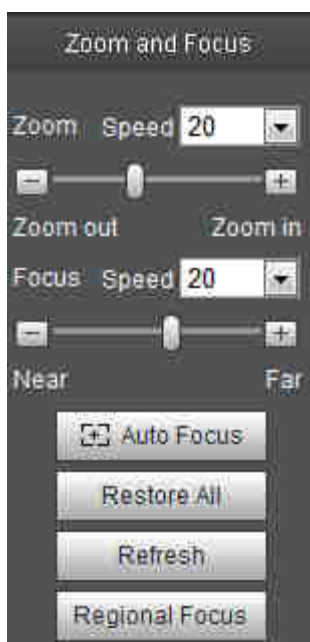 Zoom and Focus
Zoom Speed 20
Zoom out Zoom in
Focus Speed 20
Near Far
Auto Focus
Restore All
Refresh
Regional Focus